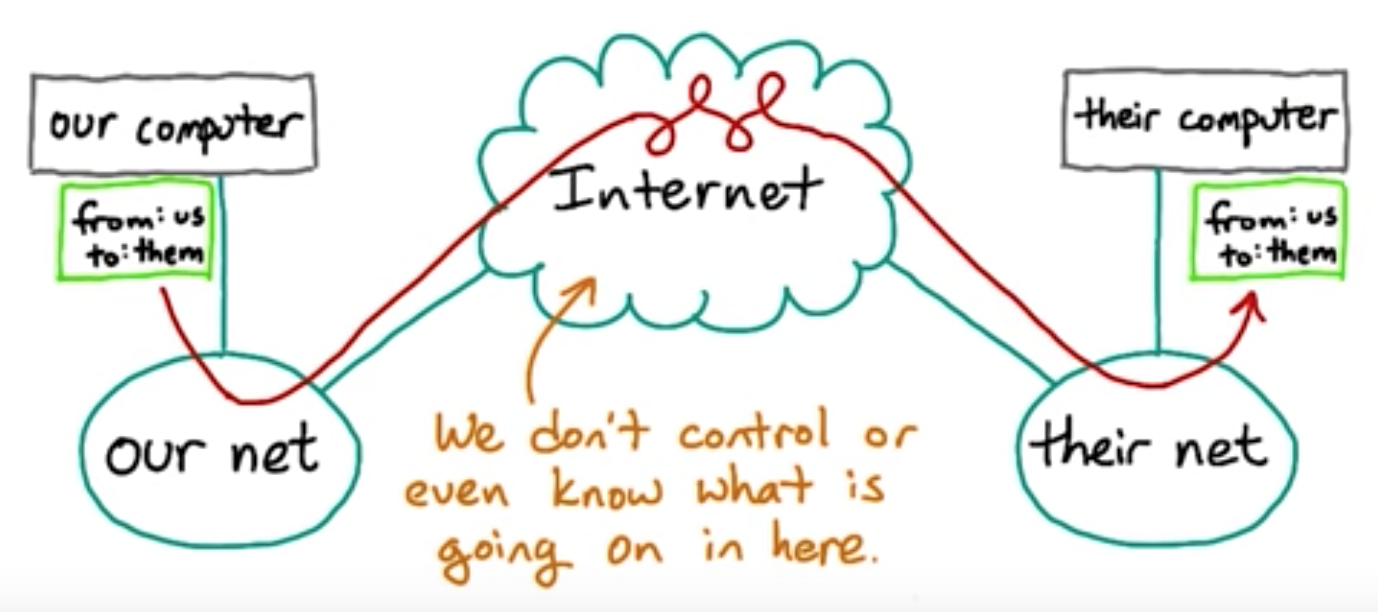 our computer
from: us
to: them
our net
Internet
We don't control or
even know what is
going on in here.
their computer
from: us
to: them
their net